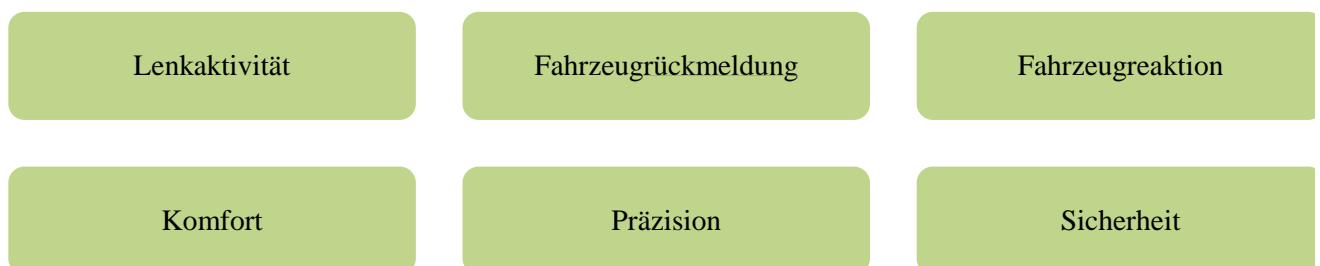 Lenkaktivität
Fahrzeugrückmeldung
Fahrzeugreaktion
Komfort
Präzision
Sicherheit